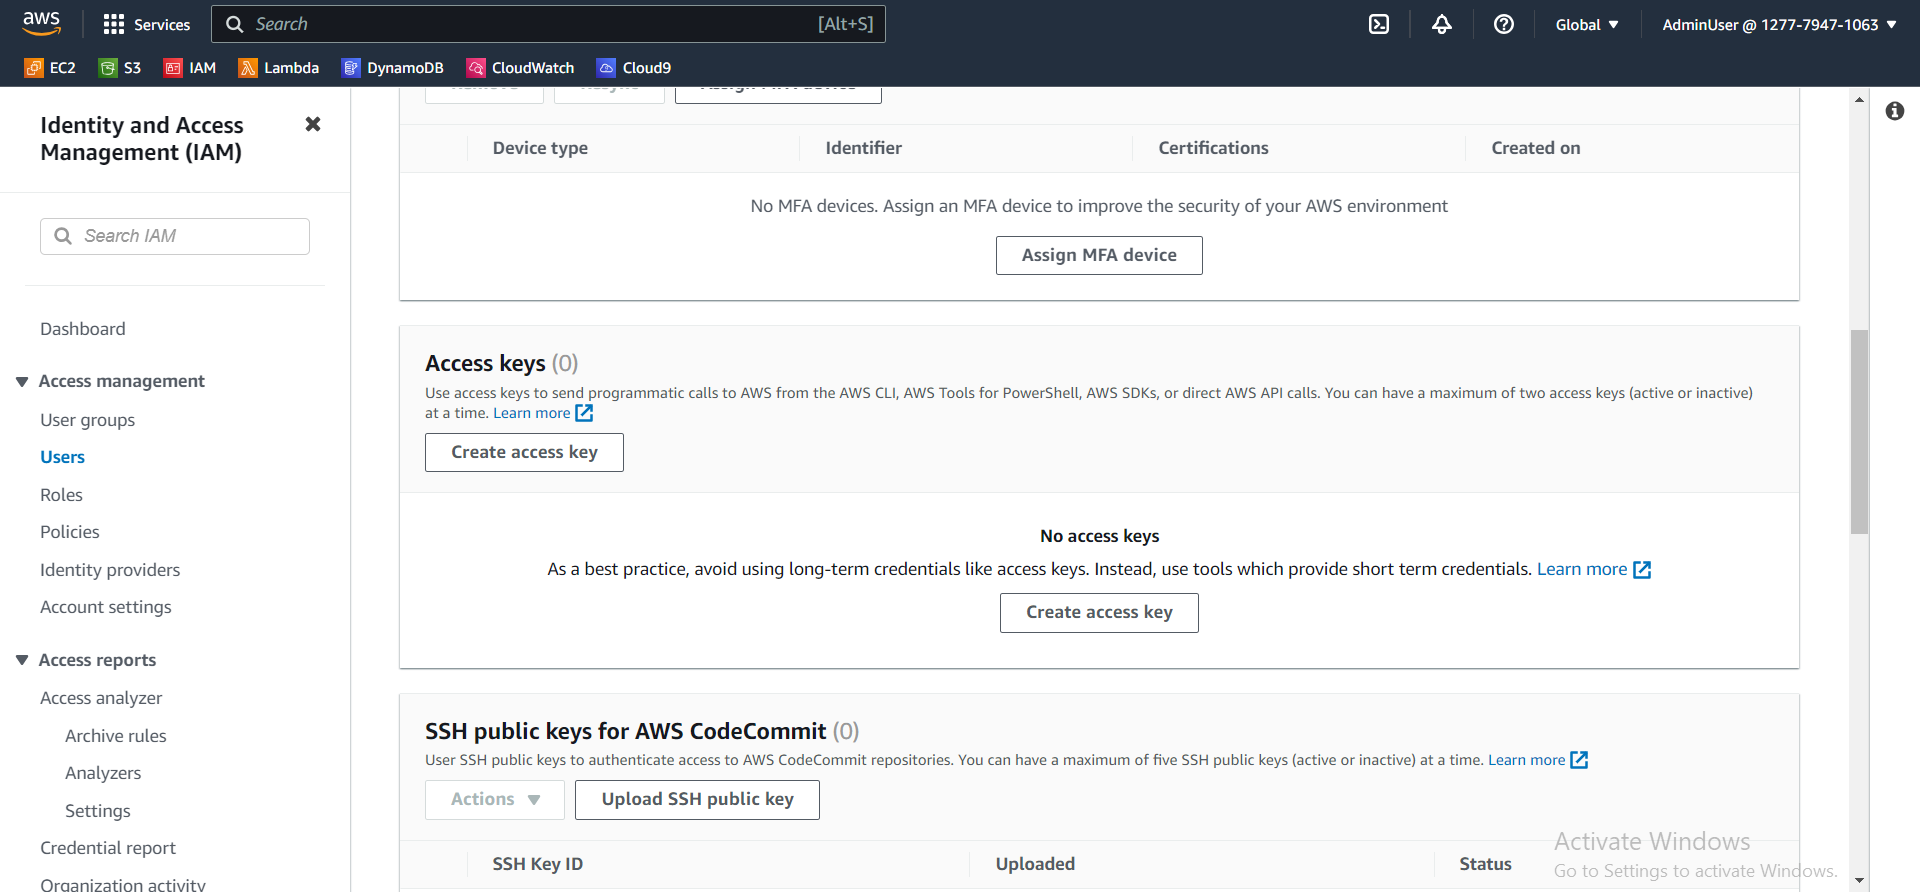 aws
Services
Search
[Alt+S]
Global
AdminUser @ 1277-7947-1063
EC2
S3
IAM
Lambda
DynamoDB
CloudWatch
Cloud9
Identity and Access
Management (IAM)
Search IAM
Dashboard
Access management
User groups
Users
Roles
Policies
Identity providers
Account settings
Access reports
Access analyzer
Archive rules
Analyzers
Settings
Credential report
Organization activity
Assign MFA device
Device type
Identifier
Certifications
Created on
No MFA devices. Assign an MFA device to improve the security of your AWS environment
Assign MFA device
Access keys (0)
Use access keys to send programmatic calls to AWS from the AWS CLI, AWS Tools for PowerShell, AWS SDKs, or direct AWS API calls. You can have a maximum of two access keys (active or inactive)
at a time. Learn more
Create access key
No access keys
As a best practice, avoid using long-term credentials like access keys. Instead, use tools which provide short term credentials. Learn more
Create access key
SSH public keys for AWS CodeCommit (0)
User SSH public keys to authenticate access to AWS CodeCommit repositories. You can have a maximum of five SSH public keys (active or inactive) at a time. Learn more
Actions
Upload SSH public key
SSH Key ID
Uploaded
Status
Activate Windows
Go to Settings to activate Windows.